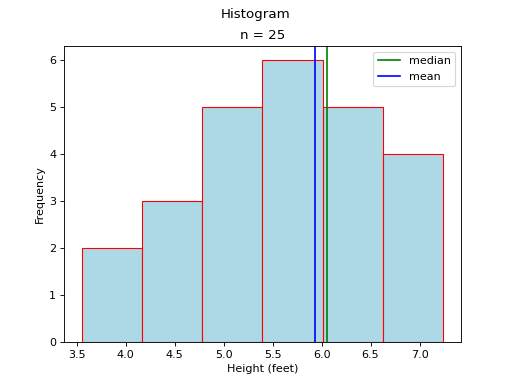 Histogram
n = 25
median
mean
6
5
4
3
2
1
0
Frequency
3.5 4.0 4.5 5.0 5.5 6.0 6.5 7.0
Height (feet)